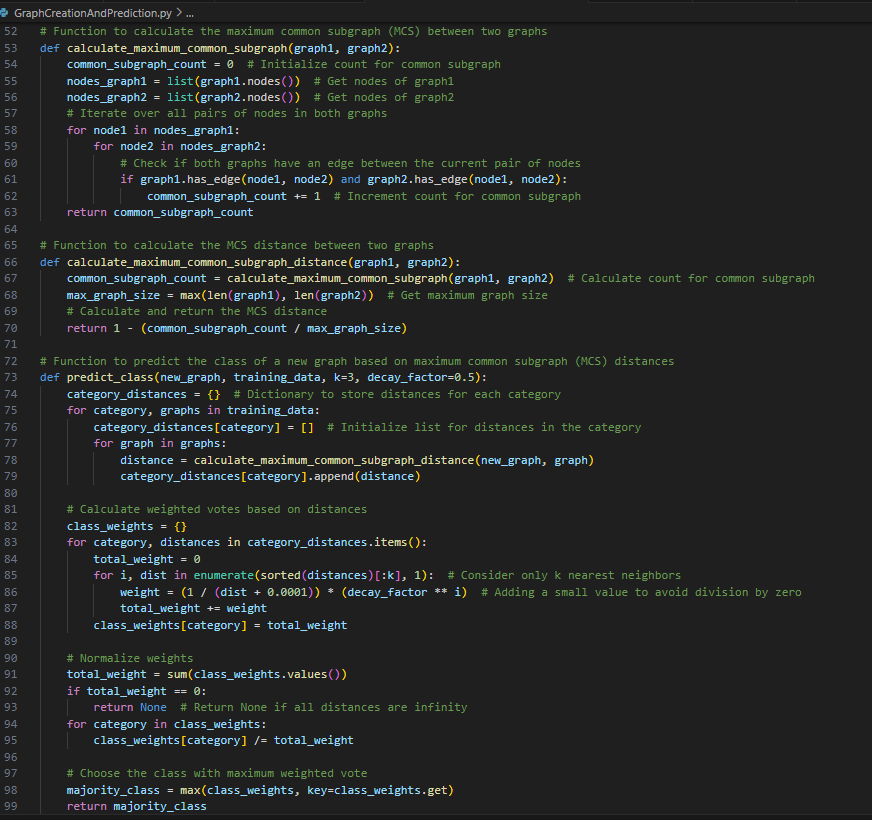 GraphCreationAndPrediction.py > ...
52 # Function to calculate the maximum common subgraph (MCS) between two graphs
53 def calculate_maximum_common_subgraph(graph1, graph2):
54     common_subgraph_count = 0  # Initialize count for common subgraph
55     nodes_graph1 = list(graph1.nodes())  # Get nodes of graph1
56     nodes_graph2 = list(graph2.nodes())  # Get nodes of graph2
57     # Iterate over all pairs of nodes in both graphs
58     for node1 in nodes_graph1:
59         for node2 in nodes_graph2:
60             # Check if both graphs have an edge between the current pair of nodes
61             if graph1.has_edge(node1, node2) and graph2.has_edge(node1, node2):
62                 common_subgraph_count += 1  # Increment count for common subgraph
63     return common_subgraph_count
64
65 # Function to calculate the MCS distance between two graphs
66 def calculate_maximum_common_subgraph_distance(graph1, graph2):
67     common_subgraph_count = calculate_maximum_common_subgraph(graph1, graph2)  # Calculate count for common subgraph
68     max_graph_size = max(len(graph1), len(graph2))  # Get maximum graph size
69     # Calculate and return the MCS distance
70     return 1 - (common_subgraph_count / max_graph_size)
71
72 # Function to predict the class of a new graph based on maximum common subgraph (MCS) distances
73 def predict_class(new_graph, training_data, k=3, decay_factor=0.5):
74     category_distances = {}  # Dictionary to store distances for each category
75     for category, graphs in training_data:
76         category_distances[category] = []  # Initialize list for distances in the category
77         for graph in graphs:
78             distance = calculate_maximum_common_subgraph_distance(new_graph, graph)
79             category_distances[category].append(distance)
80
81     # Calculate weighted votes based on distances
82     class_weights = {}
83     for category, distances in category_distances.items():
84         total_weight = 0
85         for i, dist in enumerate(sorted(distances)[:k], 1):  # Consider only k nearest neighbors
86             weight = (1 / (dist + 0.0001)) * (decay_factor ** i)  # Adding a small value to avoid division by zero
87             total_weight += weight
88         class_weights[category] = total_weight
89
90     # Normalize weights
91     total_weight = sum(class_weights.values())
92     if total_weight == 0:
93         return None  # Return None if all distances are infinity
94     for category in class_weights:
95         class_weights[category] /= total_weight
96
97     # Choose the class with maximum weighted vote
98     majority_class = max(class_weights, key=class_weights.get)
99     return majority_class